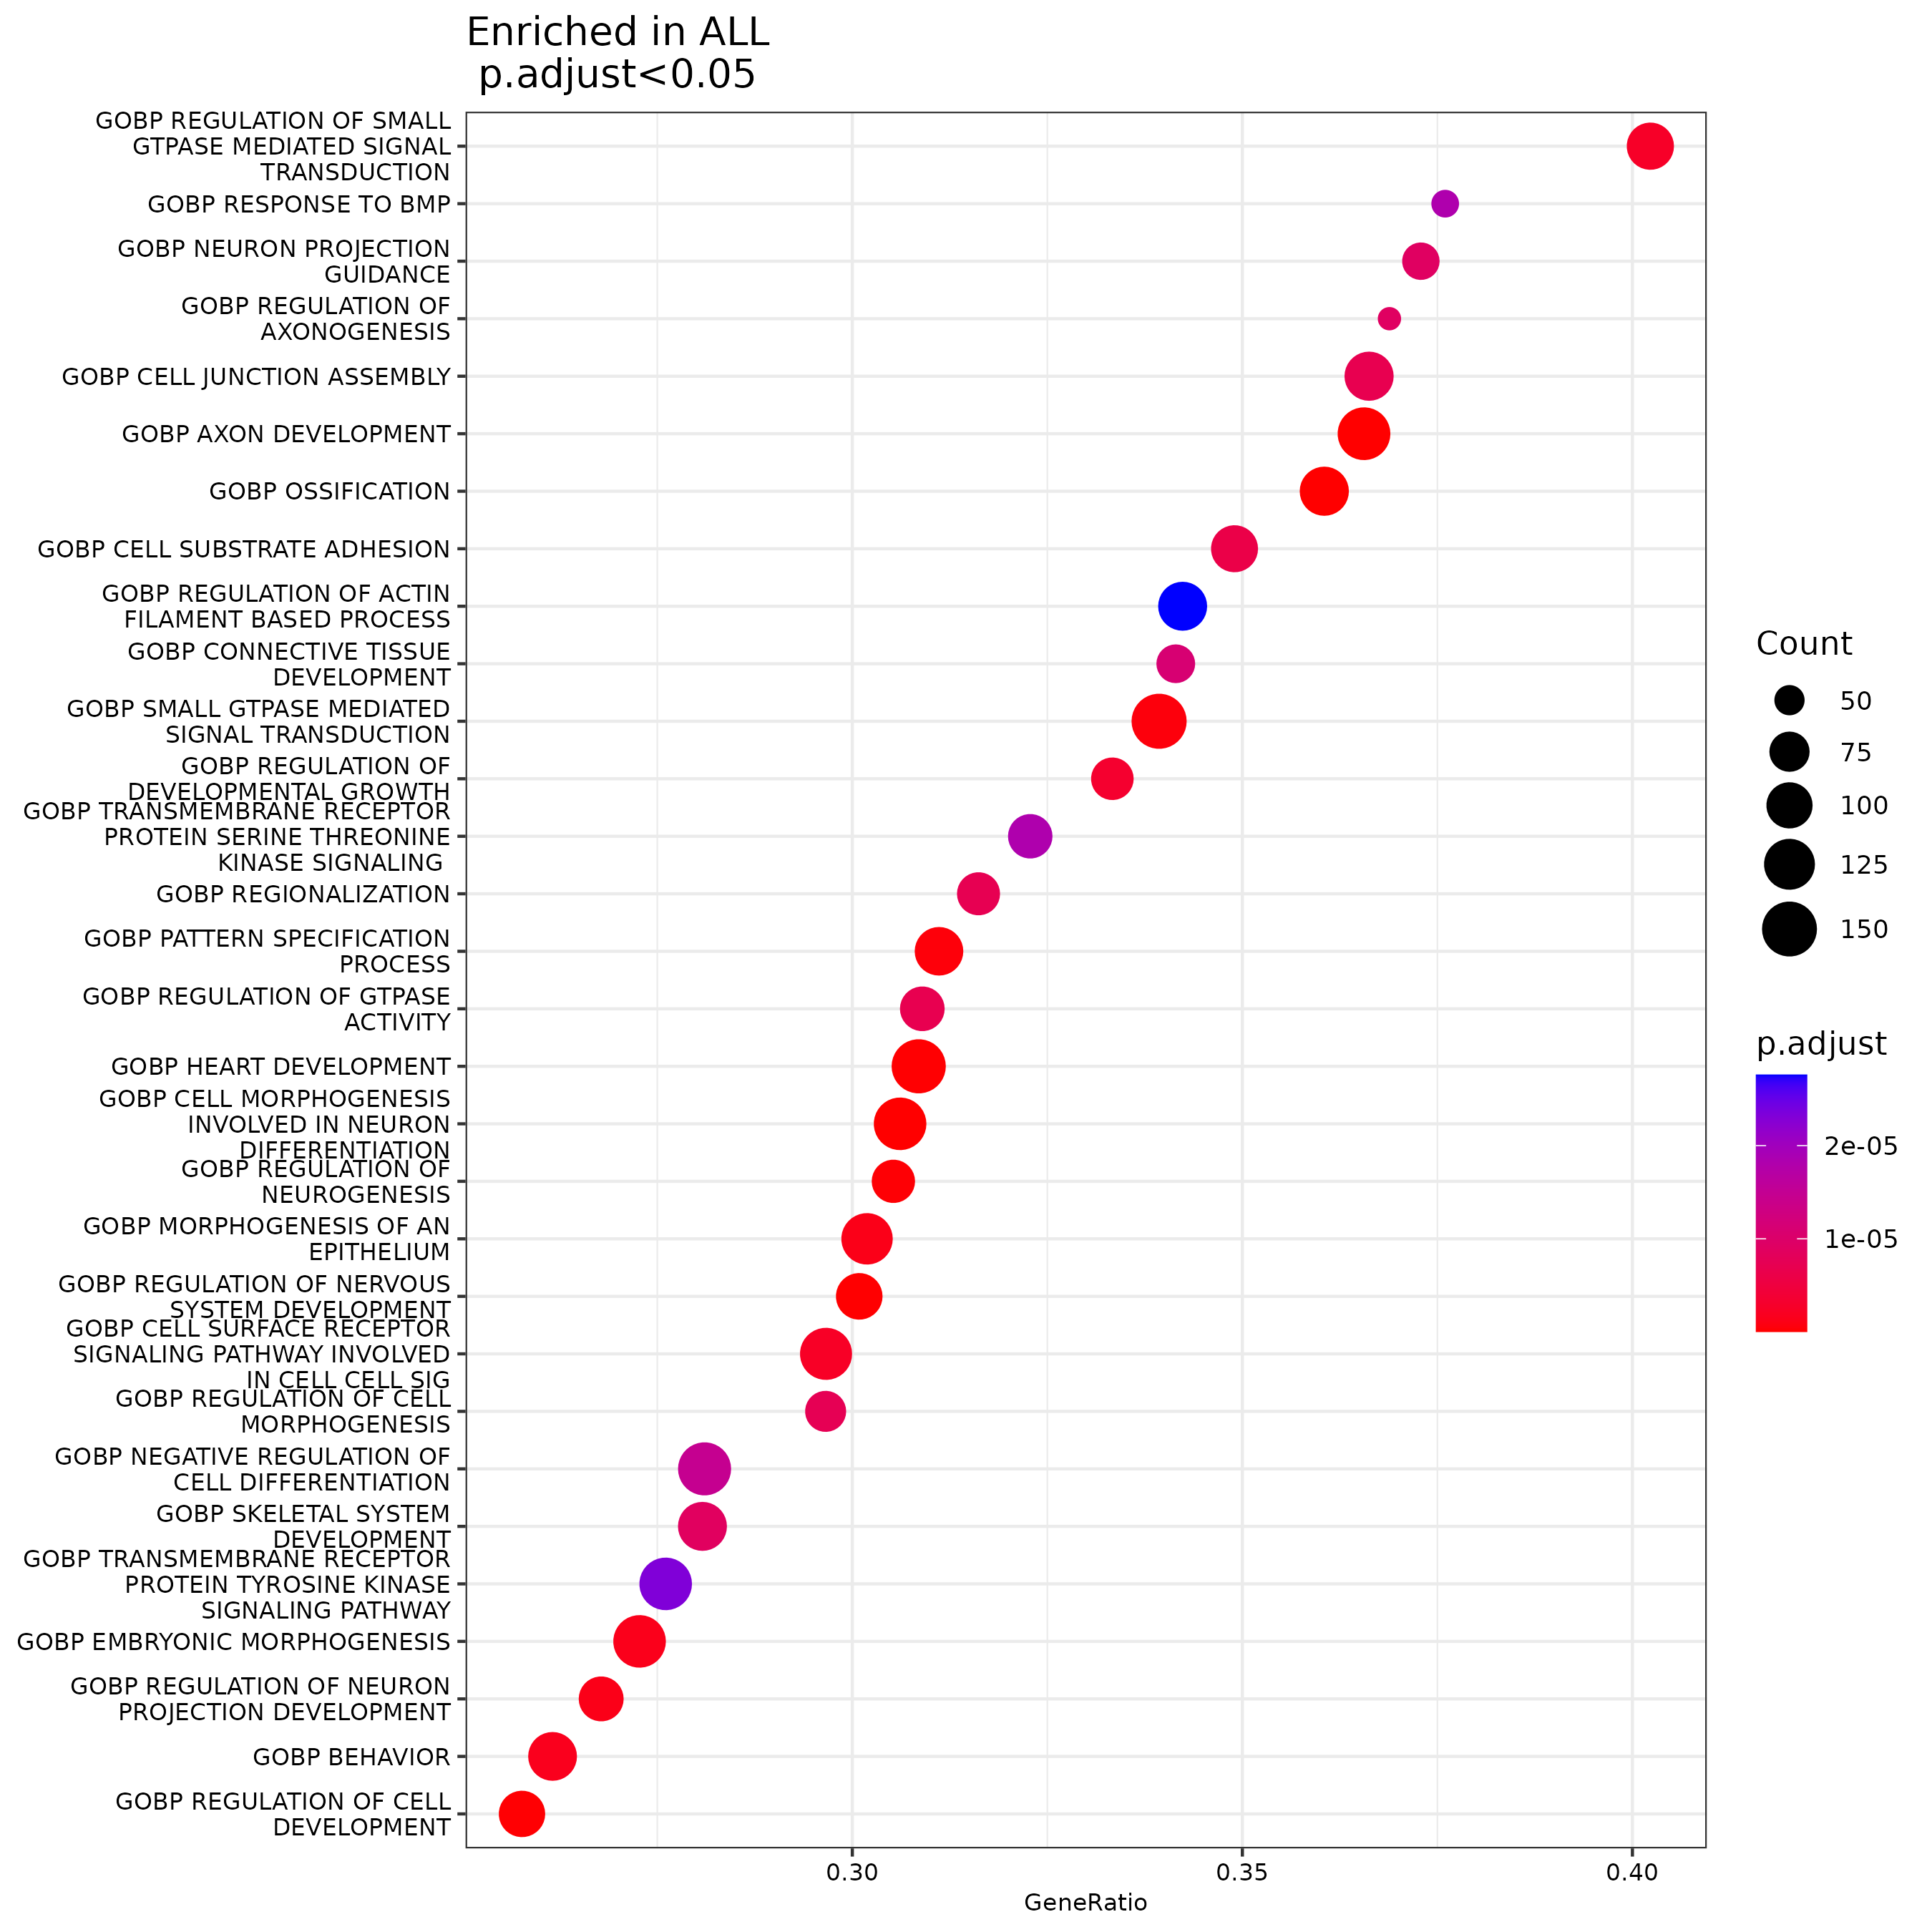 Enriched in ALL
p.adjust<0.05
GOBP REGULATION OF SMALL
GTPASE MEDIATED SIGNAL
TRANSDUCTION
GOBP RESPONSE TO BMP
GOBP NEURON PROJECTION
GUIDANCE
GOBP REGULATION OF
AXONOGENESIS
GOBP CELL JUNCTION ASSEMBLY
GOBP AXON DEVELOPMENT
GOBP OSSIFICATION
GOBP CELL SUBSTRATE ADHESION
GOBP REGULATION OF ACTIN
FILAMENT BASED PROCESS
GOBP CONNECTIVE TISSUE
DEVELOPMENT
GOBP SMALL GTPASE MEDIATED
SIGNAL TRANSDUCTION
GOBP REGULATION OF
DEVELOPMENTAL GROWTH
GOBP TRANSMEMBRANE RECEPTOR
PROTEIN SERINE THREONINE
KINASE SIGNALING
GOBP REGIONALIZATION
GOBP PATTERN SPECIFICATION
PROCESS
GOBP REGULATION OF GTPASE
ACTIVITY
GOBP HEART DEVELOPMENT
GOBP CELL MORPHOGENESIS
INVOLVED IN NEURON
DIFFERENTIATION
GOBP REGULATION OF
NEUROGENESIS
GOBP MORPHOGENESIS OF AN
EPITHELIUM
GOBP REGULATION OF NERVOUS
SYSTEM DEVELOPMENT
GOBP CELL SURFACE RECEPTOR
SIGNALING PATHWAY INVOLVED
IN CELL CELL SIG
GOBP REGULATION OF CELL
MORPHOGENESIS
GOBP NEGATIVE REGULATION OF
CELL DIFFERENTIATION
GOBP SKELETAL SYSTEM
DEVELOPMENT
GOBP TRANSMEMBRANE RECEPTOR
PROTEIN TYROSINE KINASE
SIGNALING PATHWAY
GOBP EMBRYONIC MORPHOGENESIS
GOBP REGULATION OF NEURON
PROJECTION DEVELOPMENT
GOBP BEHAVIOR
GOBP REGULATION OF CELL
DEVELOPMENT
0.30
0.35
0.40
GeneRatio
Count
50
75
100
125
150
p.adjust
2e-05
1e-05